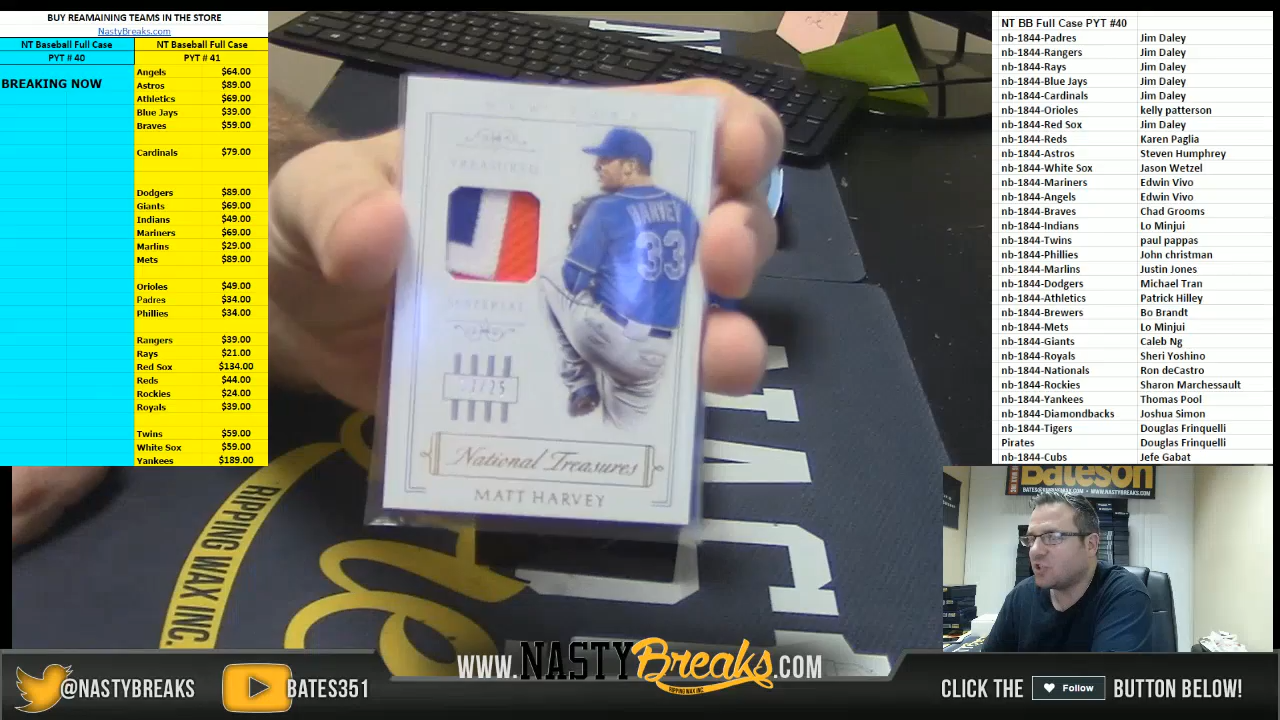 BUY REAMAINING TEAMS IN THE STORE
NastyBreaks.com
NT Baseball Full Case
NT Baseball Full Case
PYT # 40
PYT # 41
BREAKING NOW
Angels $64.00
Astros $89.00
Athletics $69.00
Blue Jays $39.00
Braves $59.00
Cardinals $79.00
Dodgers $89.00
Giants $69.00
Indians $49.00
Mariners $69.00
Marlins $29.00
Mets $89.00
Orioles $49.00
Padres $34.00
Phillies $34.00
Rangers $39.00
Rays $21.00
Red Sox $134.00
Reds $44.00
Rockies $24.00
Royals $39.00
Twins $59.00
White Sox $59.00
Yankees $189.00
HARVEY
33
National Treasures
MATT HARVEY
RIPPING WAX INC.
NT BB Full Case PYT #40
nb-1844-Padres Jim Daley
nb-1844-Rangers Jim Daley
nb-1844-Rays Jim Daley
nb-1844-Blue Jays Jim Daley
nb-1844-Cardinals Jim Daley
nb-1844-Orioles kelly patterson
nb-1844-Red Sox Jim Daley
nb-1844-Reds Karen Paglia
nb-1844-Astros Steven Humphrey
nb-1844-White Sox Jason Wetzel
nb-1844-Mariners Edwin Vivo
nb-1844-Angels Edwin Vivo
nb-1844-Braves Chad Grooms
nb-1844-Indians Lo Minjui
nb-1844-Twins paul pappas
nb-1844-Phillies John christman
nb-1844-Marlins Justin Jones
nb-1844-Dodgers Michael Tran
nb-1844-Athletics Patrick Hilley
nb-1844-Brewers Bo Brandt
nb-1844-Mets Lo Minjui
nb-1844-Giants Caleb Ng
nb-1844-Royals Sheri Yoshino
nb-1844-Nationals Ron deCastro
nb-1844-Rockies Sharon Marchessault
nb-1844-Yankees Thomas Pool
nb-1844-Diamondbacks Joshua Simon
nb-1844-Tigers Douglas Frinquelli
Pirates Douglas Frinquelli
nb-1844-Cubs Jefe Gabat
Bateson
@NASTYBREAKS
BATES351
WWW.NASTYBreaks.COM
RIPPING WAX INC
CLICK THE Follow BUTTON BELOW!